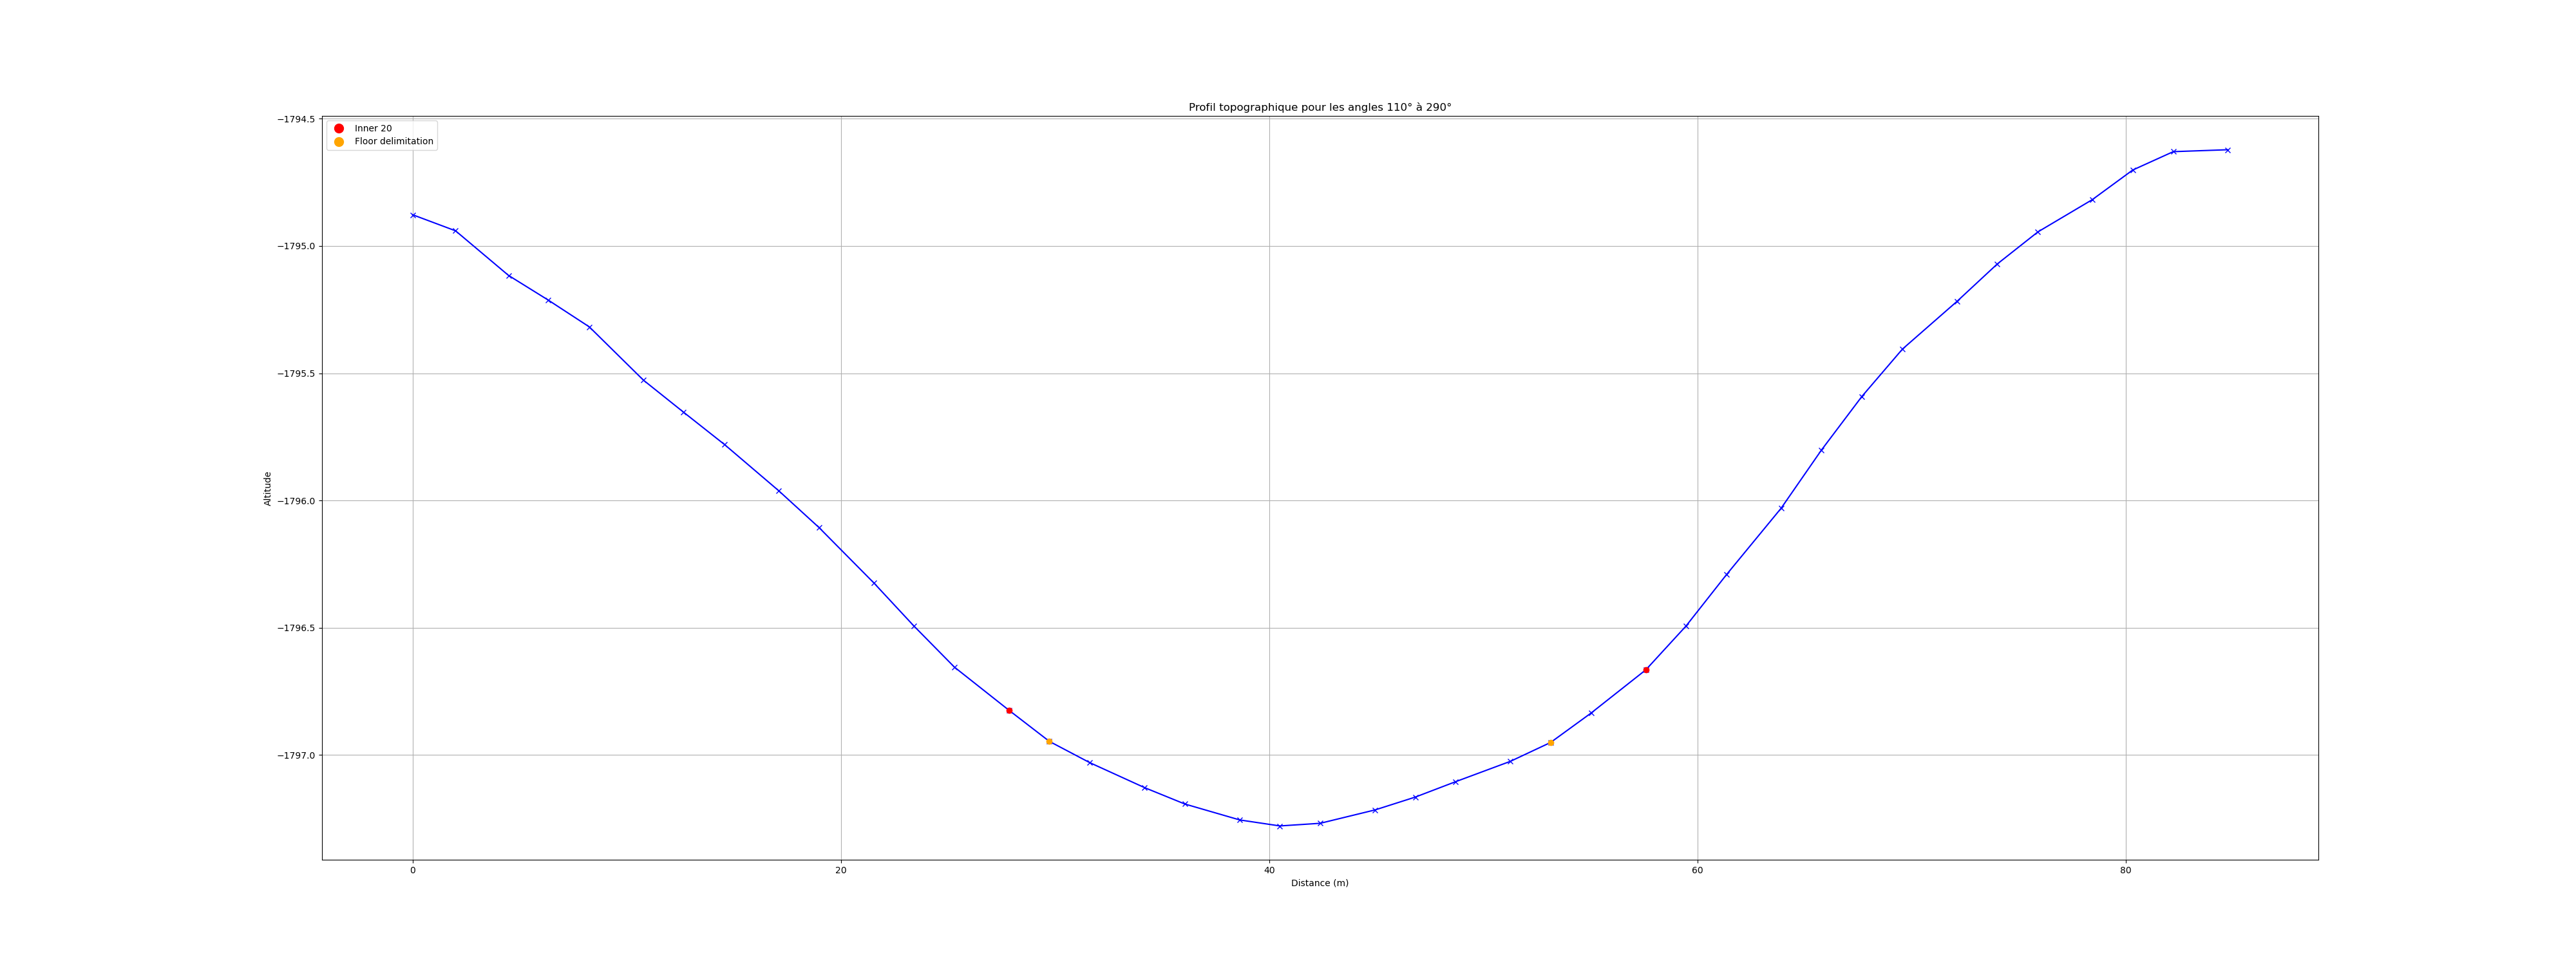 Profil topographique pour les angles 110° à 290°
Inner 20
Floor delimitation
−1794.5
−1795.0
−1795.5
−1796.0
−1796.5
−1797.0
Altitude
0 20 40 60 80
Distance (m)